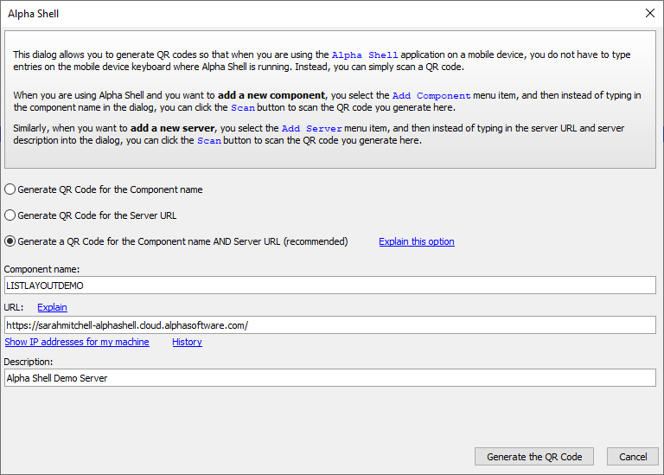 Alpha Shell
This dialog allows you to generate QR codes so that when you are using the Alpha Shell application on a mobile device, you do not have to type
entries on the mobile device keyboard where Alpha Shell is running. Instead, you can simply scan a QR code.
When you are using Alpha Shell and you want to add a new component, you select the Add Component menu item, and then instead of typing in
the component name in the dialog, you can click the Scan button to scan the QR code you generate here.
Similarly, when you want to add a new server, you select the Add Server menu item, and then instead of typing in the server URL and server
description into the dialog, you can click the Scan button to scan the QR code you generate here.
Generate QR Code for the Component name
Generate QR Code for the Server URL
Generate a QR Code for the Component name AND Server URL (recommended) Explain this option
Component name:
LISTLAYOUTDEMO
URL: Explain
https://sarahmitchell-alphashell.cloud.alphasoftware.com/
Show IP addresses for my machine History
Description:
Alpha Shell Demo Server
Generate the QR Code Cancel